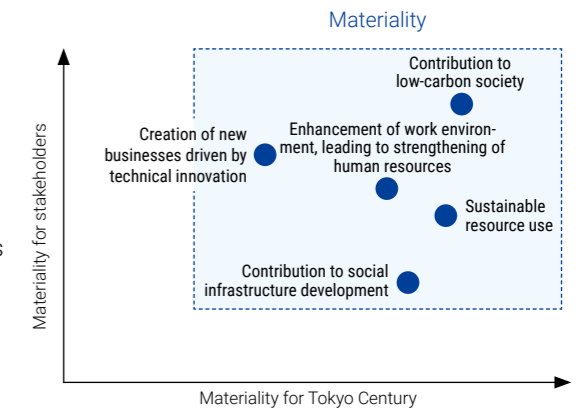 Materiality
Contribution to
low-carbon society
Creation of new
businesses driven by
technical innovation
Enhancement of work environ-
ment, leading to strengthening of
human resources
Sustainable
resource use
Contribution to social
infrastructure development
Materiality for stakeholders
s
Materiality for Tokyo Century